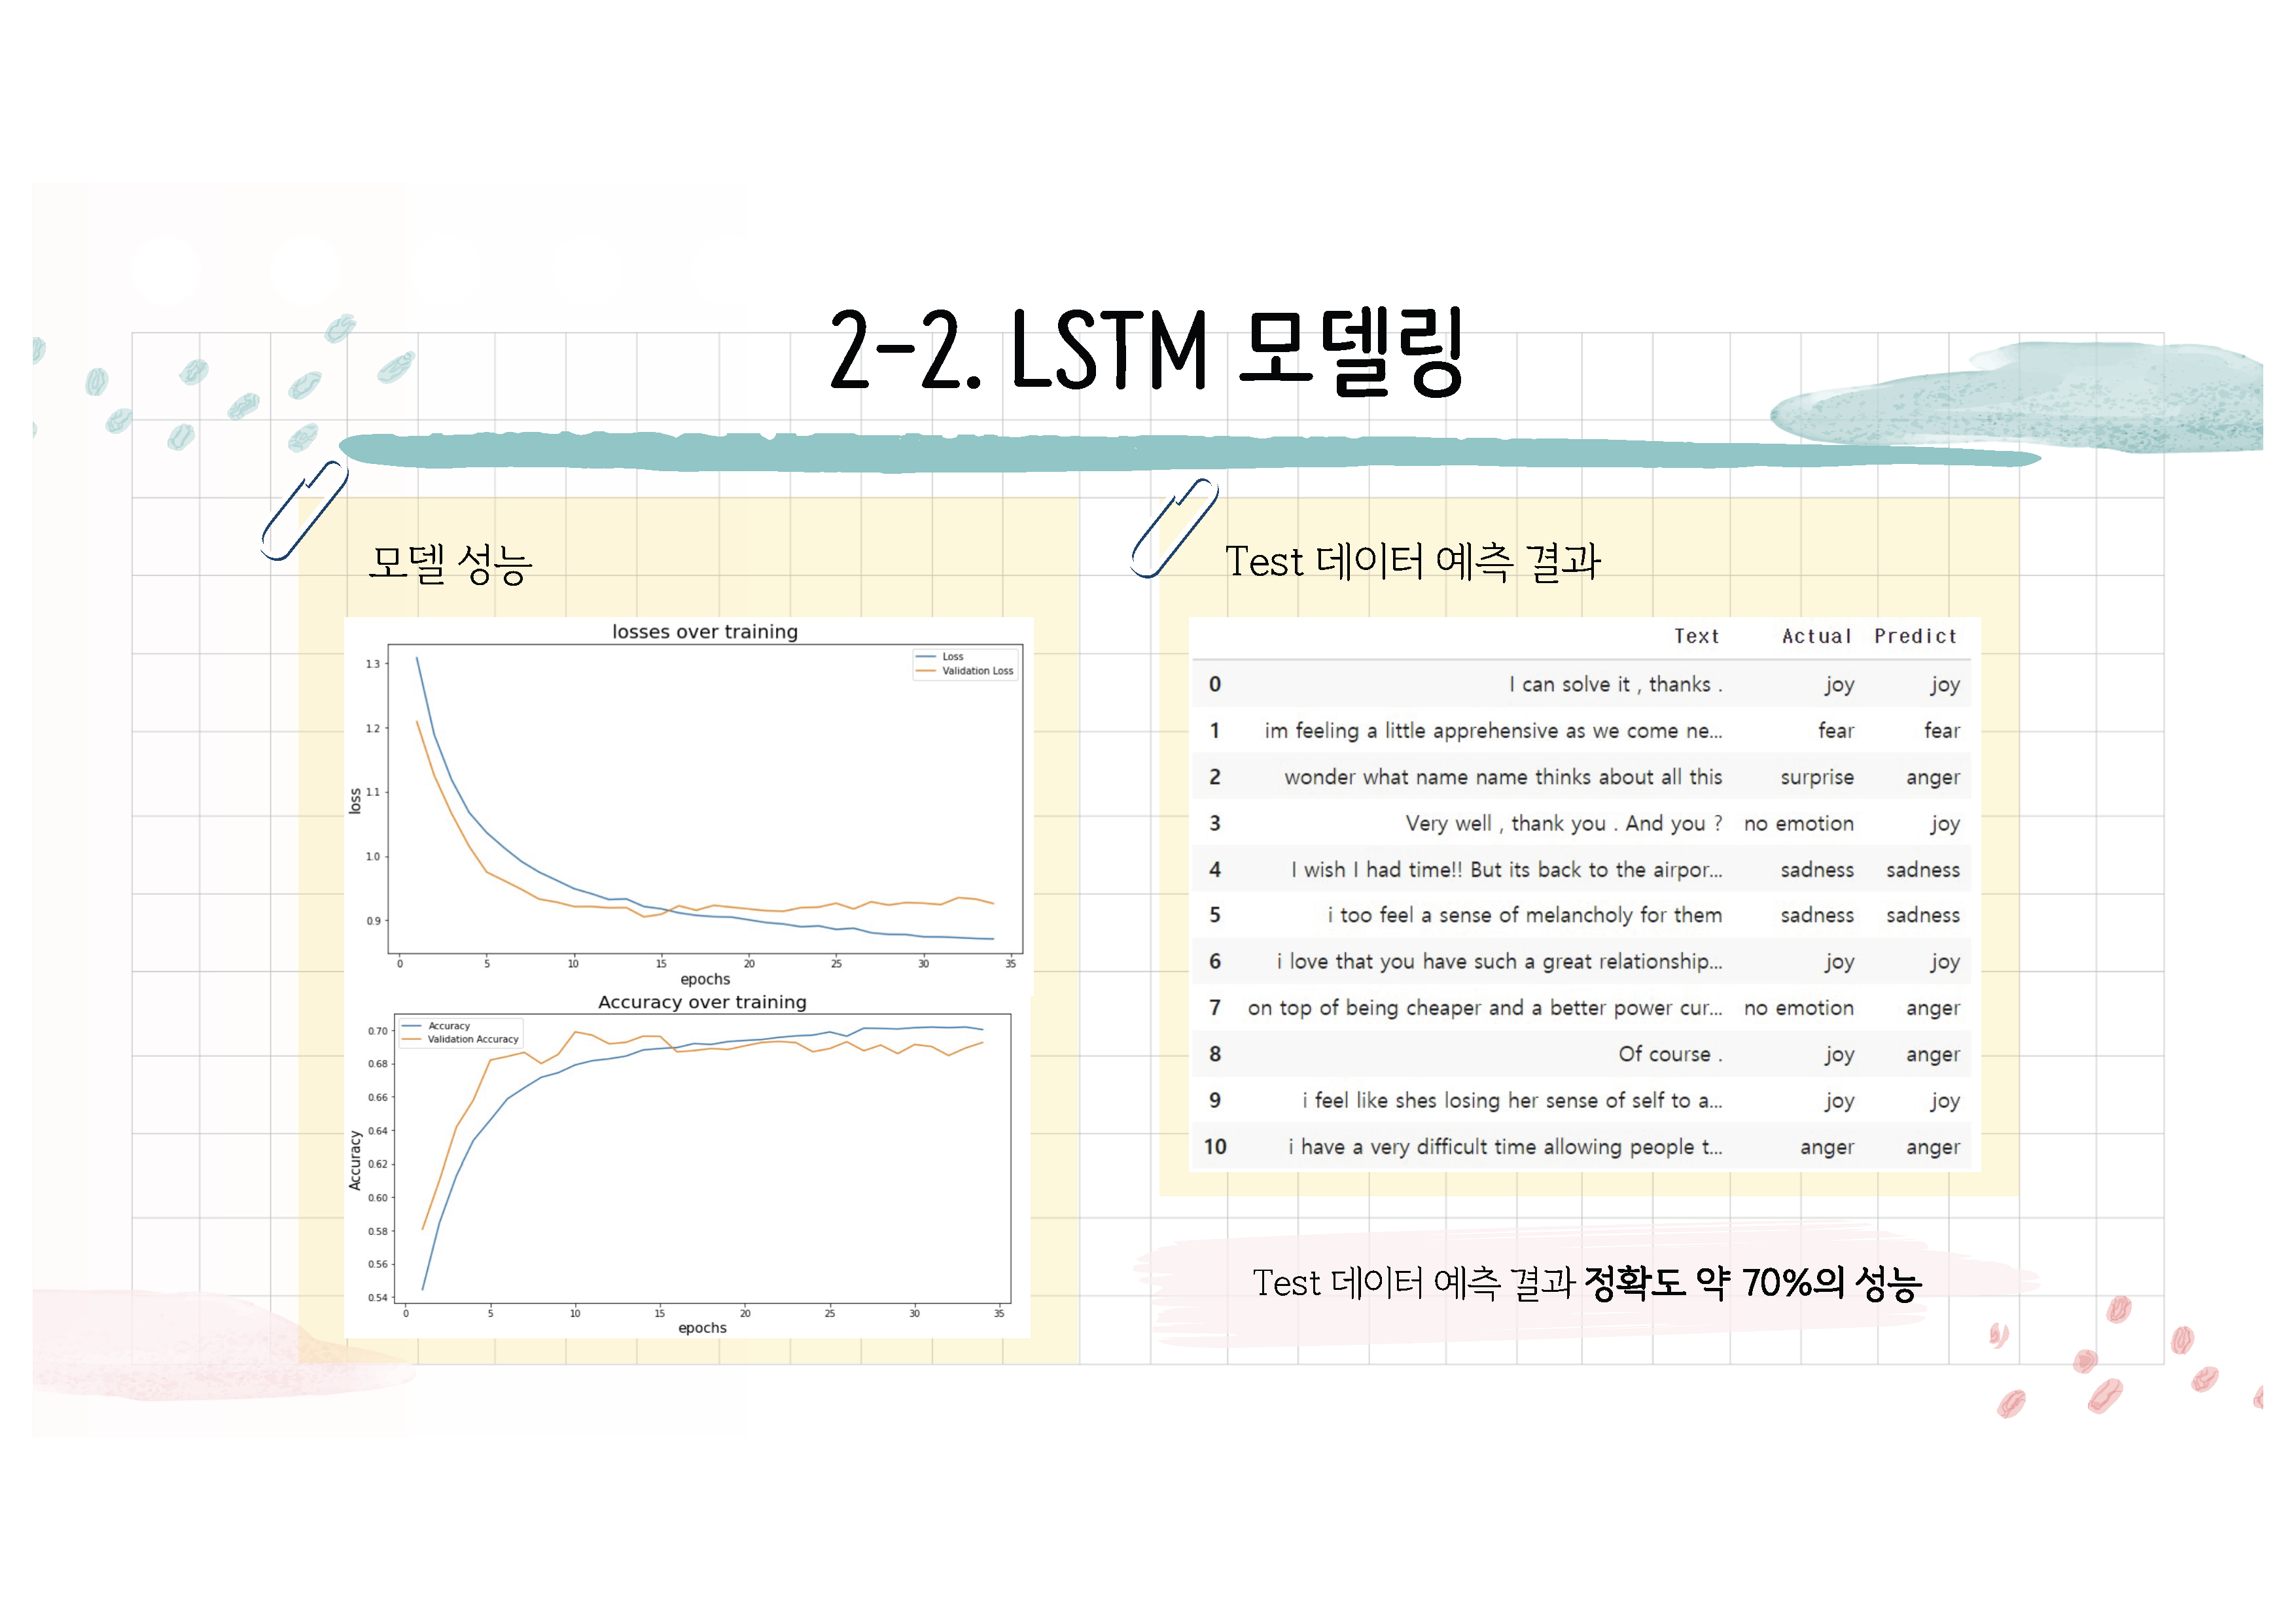 2-2. LSTM 모델링
모델 성능
losses over training
Loss
Validation Loss
loss
1.3
1.2
1.1
1.0
0.9
0 5 10 15 20 25 30 35
epochs
Accuracy over training
Accuracy
Validation Accuracy
Accuracy
0.70
0.68
0.66
0.64
0.62
0.60
0.58
0.56
0.54
0 5 10 15 20 25 30 35
epochs
Test 데이터 예측 결과
Text Actual Predict
0 I can solve it , thanks . joy joy
1 im feeling a little apprehensive as we come ne... fear fear
2 wonder what name name thinks about all this surprise anger
3 Very well , thank you . And you ? no emotion joy
4 I wish I had time!! But its back to the airpor... sadness sadness
5 i too feel a sense of melancholy for them sadness sadness
6 i love that you have such a great relationship... joy joy
7 on top of being cheaper and a better power cur... no emotion anger
8 Of course . joy anger
9 i feel like shes losing her sense of self to a... joy joy
10 i have a very difficult time allowing people t... anger anger
Test 데이터 예측 결과 정확도 약 70%의 성능